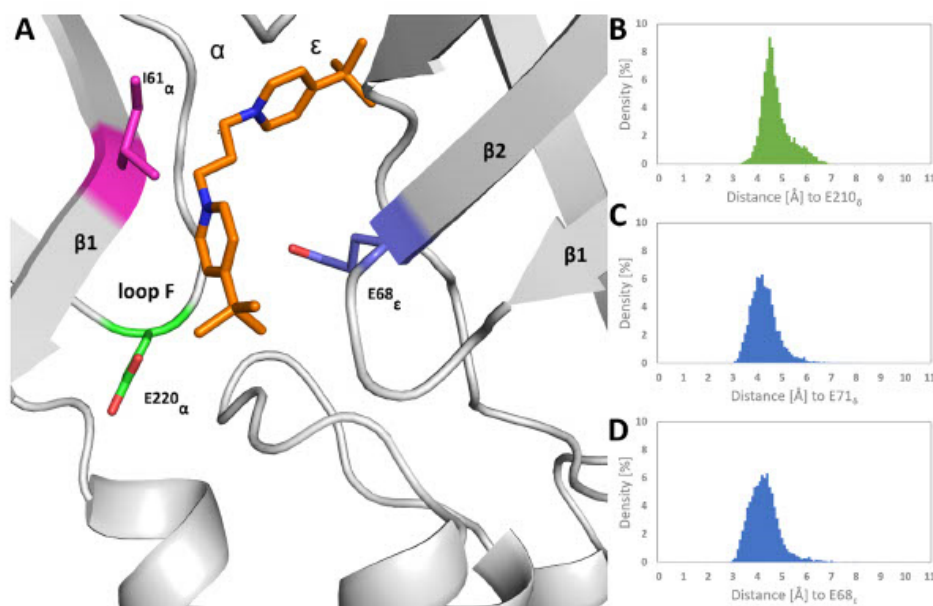 A
α
ε
I61α
β2
β1
β1
loop F
E68ε
E220α
B
Density [%]
10
8
6
4
2
0
0 1 2 3 4 5 6 7 8 9 10 11
Distance [Å] to E210δ
C
Density [%]
10
8
6
4
2
0
0 1 2 3 4 5 6 7 8 9 10 11
Distance [Å] to E71δ
D
Density [%]
10
8
6
4
2
0
0 1 2 3 4 5 6 7 8 9 10 11
Distance [Å] to E68ε